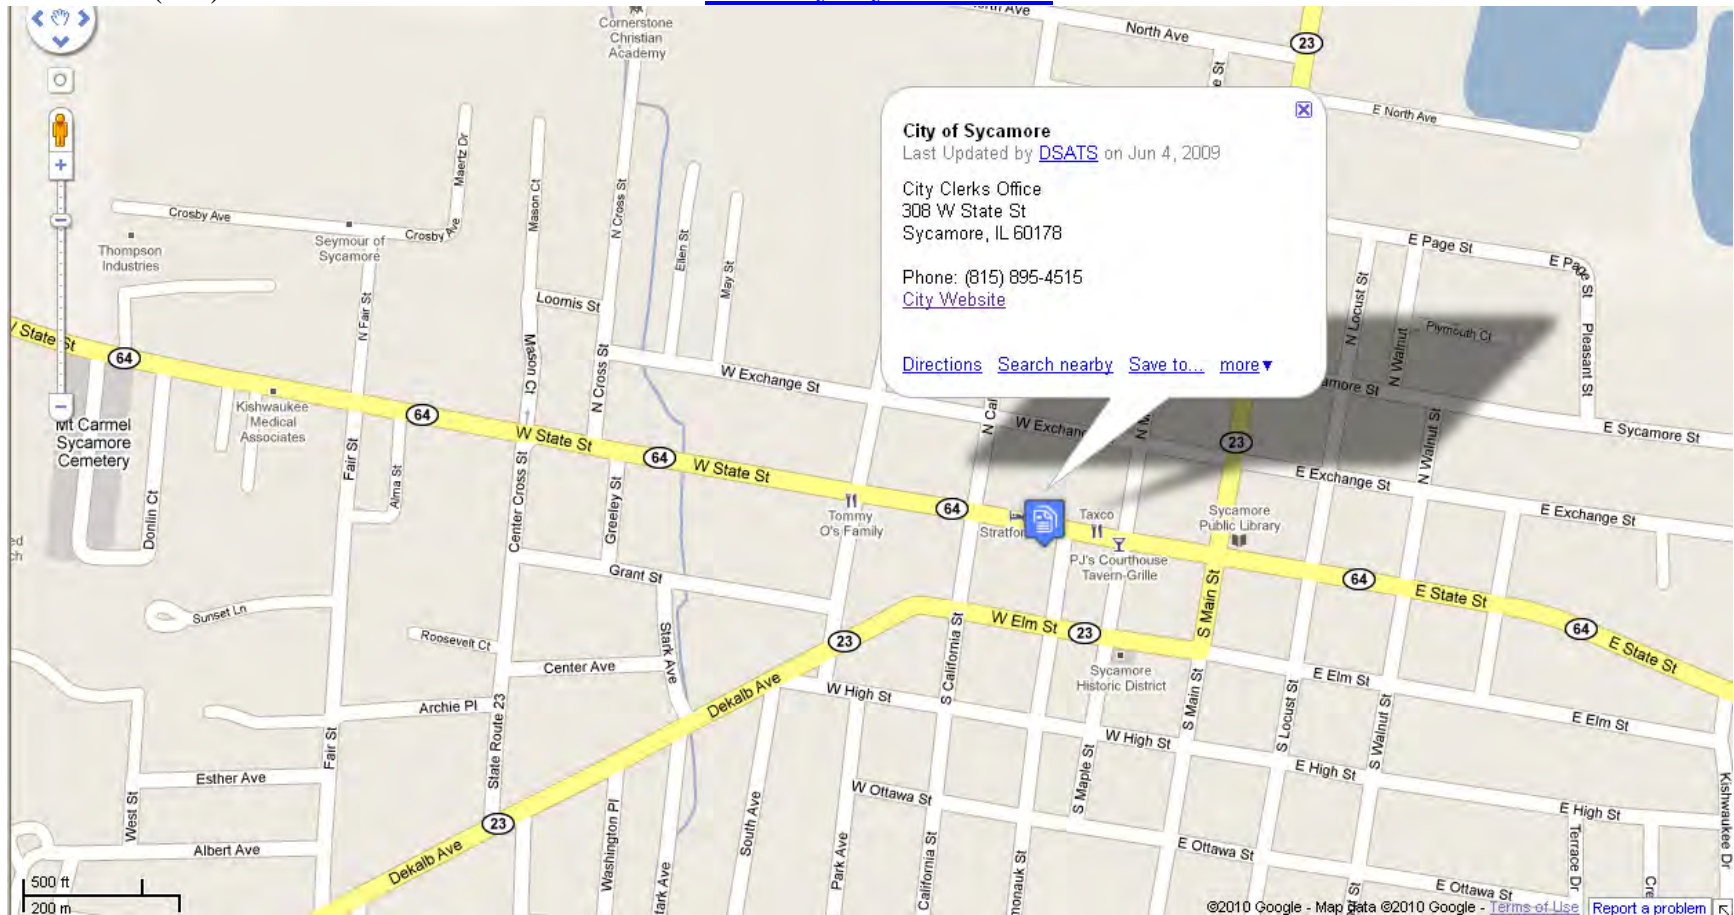 Cornerstone
Christian
Academy
North Ave
North Ave
23
E North Ave
City of Sycamore
Last Updated by DSATS on Jun 4, 2009
City Clerks Office
308 W State St
Sycamore, IL 60178
Phone: (815) 895-4515
City Website
Directions Search nearby Save to... more
Maertz Dr
Mason Ct
N Cross St
Crosby Ave
Crosby Ave
Seymour of
Sycamore
Thompson
Industries
Ellen St
May St
Loomis St
N Fair St
E Page St
E Page St
N Locust St
Plymouth Ct
Pleasant St
N Walnut
State St
64
Mason Ct
N Cross St
W Exchange St
Kishwaukee
Medical
Associates
64
Mt Carmel
Sycamore
Cemetery
W State St
64
W State St
W Exchange
23
E Sycamore St
N Walnut St
E Exchange St
E Exchange St
Fair St
Alma St
Donlin Ct
Center Cross St
Greeley St
Tommy
O's Family
64
Taxco
PJ's Courthouse
Tavern-Grille
Sycamore
Public Library
64
E State St
64
E State St
Grant St
Sunset Ln
Roosevelt Ct
Center Ave
Stark Ave
23
W Elm St
23
S Main St
S California St
Sycamore
Historic District
E Elm St
E Elm St
Archie Pl
State Route 23
Dekalb Ave
W High St
S Main St
S Locust St
S Walnut St
W High St
E High St
E High St
Fair St
Esther Ave
West St
Albert Ave
23
Dekalb Ave
Washington Pl
South Ave
Park Ave
W Ottawa St
S Maple St
California St
E Ottawa St
E Ottawa St
Terrace Dr
Kishwaukee Dr
500 ft
200 m
©2010 Google - Map data ©2010 Google - Terms of Use Report a problem